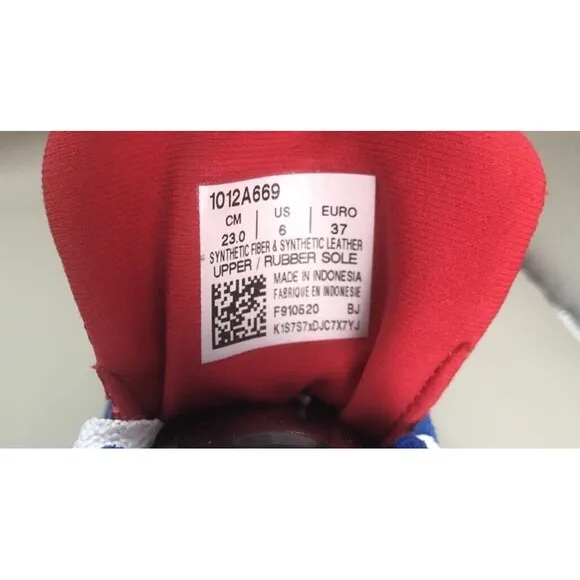 1012A669
CM US EURO
23.0 6 37
SYNTHETIC FIBER & SYNTHETIC LEATHER
UPPER / RUBBER SOLE
MADE IN INDONESIA
FABRIQUE EN INDONESIE
F910520 BJ
K1S7S7xDJC7X7YJ